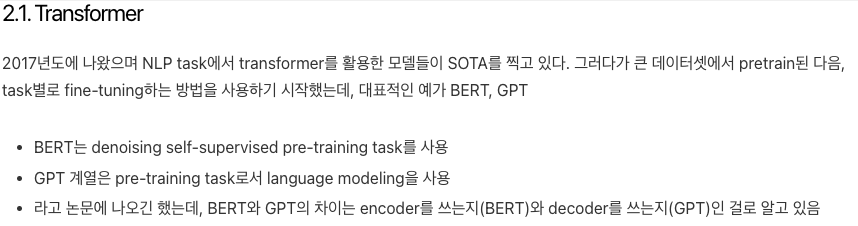 2.1. Transformer
2017년도에 나왔으며 NLP task에서 transformer를 활용한 모델들이 SOTA를 찍고 있다. 그러다가 큰 데이터셋에서 pretrain된 다음,
task별로 fine-tuning하는 방법을 사용하기 시작했는데, 대표적인 예가 BERT, GPT
• BERT는 denoising self-supervised pre-training task를 사용
• GPT 계열은 pre-training task로서 language modeling을 사용
• 라고 논문에 나오긴 했는데, BERT와 GPT의 차이는 encoder를 쓰는지(BERT)와 decoder를 쓰는지(GPT)인 걸로 알고 있음